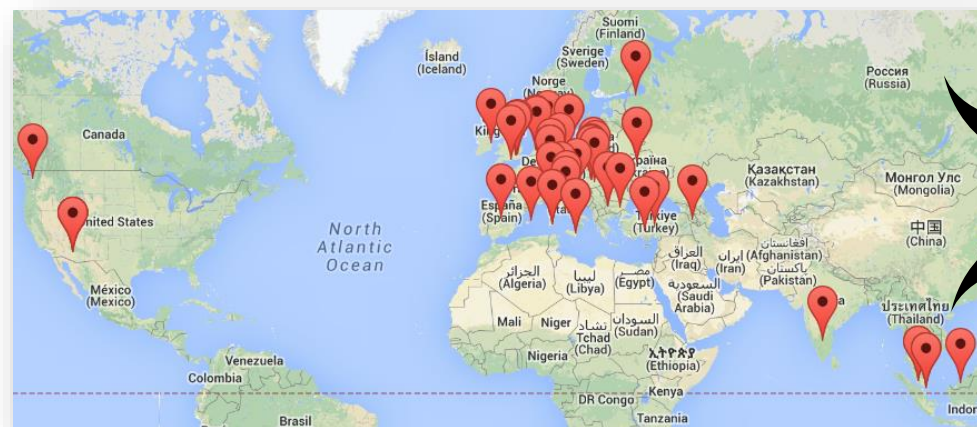 Suomi
(Finland)
Ísland
(Iceland)
Sverige
(Sweden)
Norge
Россия
(Russia)
Canada
Україна
Қазақстан
(Kazakhstan)
Монгол Улс
(Mongolia)
United States
España
(Spain)
Türkiye
(Turkey)
中国
(China)
North
Atlantic
Ocean
العراق
(Iraq)
ایران
(Iran)
افغانستان
(Afghanistan)
پاکستان
(Pakistan)
الجزائر
(Algeria)
ليبيا
(Libya)
مصر
(Egypt)
السعودية
(Saudi
Arabia)
México
(Mexico)
ประเทศไทย
(Thailand)
Mali
Niger
تشاد
Tchad
(Chad)
السودان
(Sudan)
Nigeria
ኢትዮጵያ
(Ethiopia)
Venezuela
Colombia
DR Congo
Kenya
Tanzania
Brasil
Indor